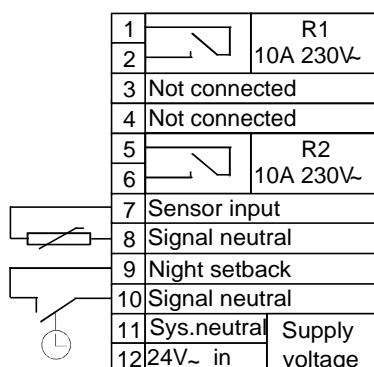 1 R1
2 10A 230V~
3 Not connected
4 Not connected
5 R2
6 10A 230V~
7 Sensor input
8 Signal neutral
9 Night setback
10 Signal neutral
11 Sys.neutral Supply
12 24V~ in voltage